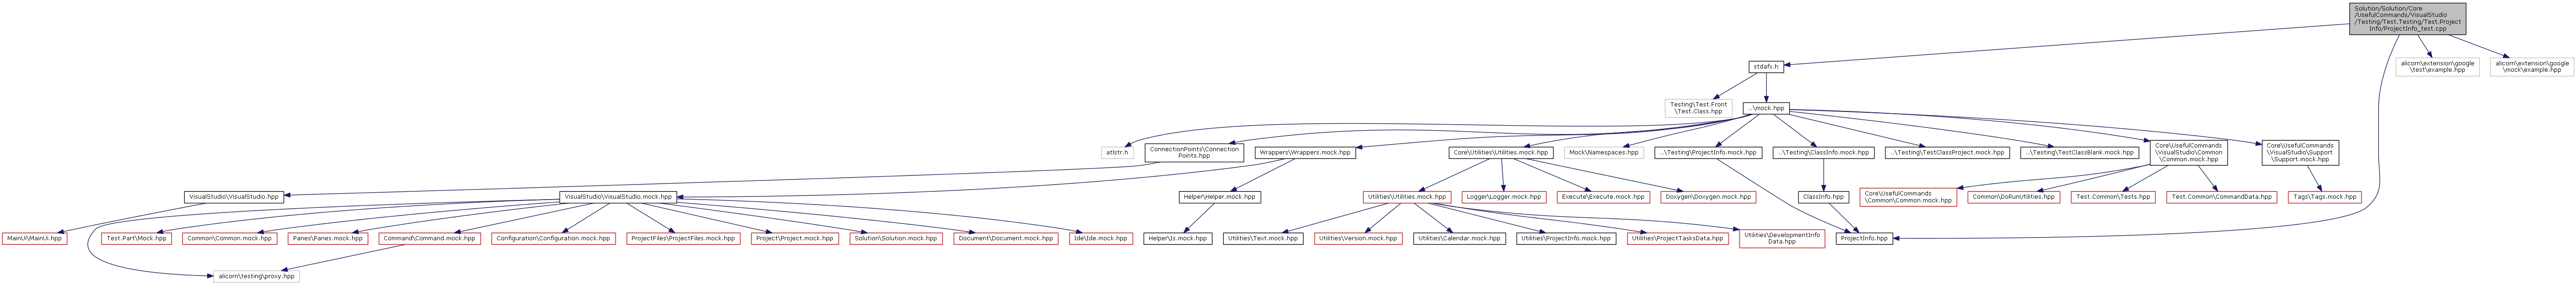 Solution/Solution/Core
/UsefulCommands/VisualStudio
/Testing/Test.Testing/Test.Project
Info/ProjectInfo_test.cpp
stdafx.h
alicorn\extension\google
\test\example.hpp
alicorn\extension\google
\mock\example.hpp
Testing\Test.Front
\Test.Class.hpp
..\mock.hpp
atlstr.h
ConnectionPoints\Connection
Points.hpp
Wrappers\Wrappers.mock.hpp
Core\Utilities\Utilities.mock.hpp
Mock\Namespaces.hpp
..\Testing\ProjectInfo.mock.hpp
..\Testing\ClassInfo.mock.hpp
..\Testing\TestClassProject.mock.hpp
..\Testing\TestClassBlank.mock.hpp
Core\UsefulCommands
\VisualStudio\Common
\Common.mock.hpp
Core\UsefulCommands
\VisualStudio\Support
\Support.mock.hpp
VisualStudio\VisualStudio.hpp
VisualStudio\VisualStudio.mock.hpp
Helper\Helper.mock.hpp
Utilities\Utilities.mock.hpp
Logger\Logger.mock.hpp
Execute\Execute.mock.hpp
Doxygen\Doxygen.mock.hpp
ClassInfo.hpp
Core\UsefulCommands
\Common\Common.mock.hpp
Common\DoRunUtilities.hpp
Test.Common\Tests.hpp
Test.Common\CommandData.hpp
Tags\Tags.mock.hpp
MainUi\MainUi.hpp
Test.Part\Mock.hpp
Common\Common.mock.hpp
Panes\Panes.mock.hpp
Command\Command.mock.hpp
Configuration\Configuration.mock.hpp
ProjectFiles\ProjectFiles.mock.hpp
Project\Project.mock.hpp
Solution\Solution.mock.hpp
Document\Document.mock.hpp
Ide\Ide.mock.hpp
Helper\Is.mock.hpp
Utilities\Text.mock.hpp
Utilities\Version.mock.hpp
Utilities\Calendar.mock.hpp
Utilities\ProjectInfo.mock.hpp
Utilities\ProjectTasksData.hpp
Utilities\DevelopmentInfo
Data.hpp
ProjectInfo.hpp
alicorn\testing\proxy.hpp